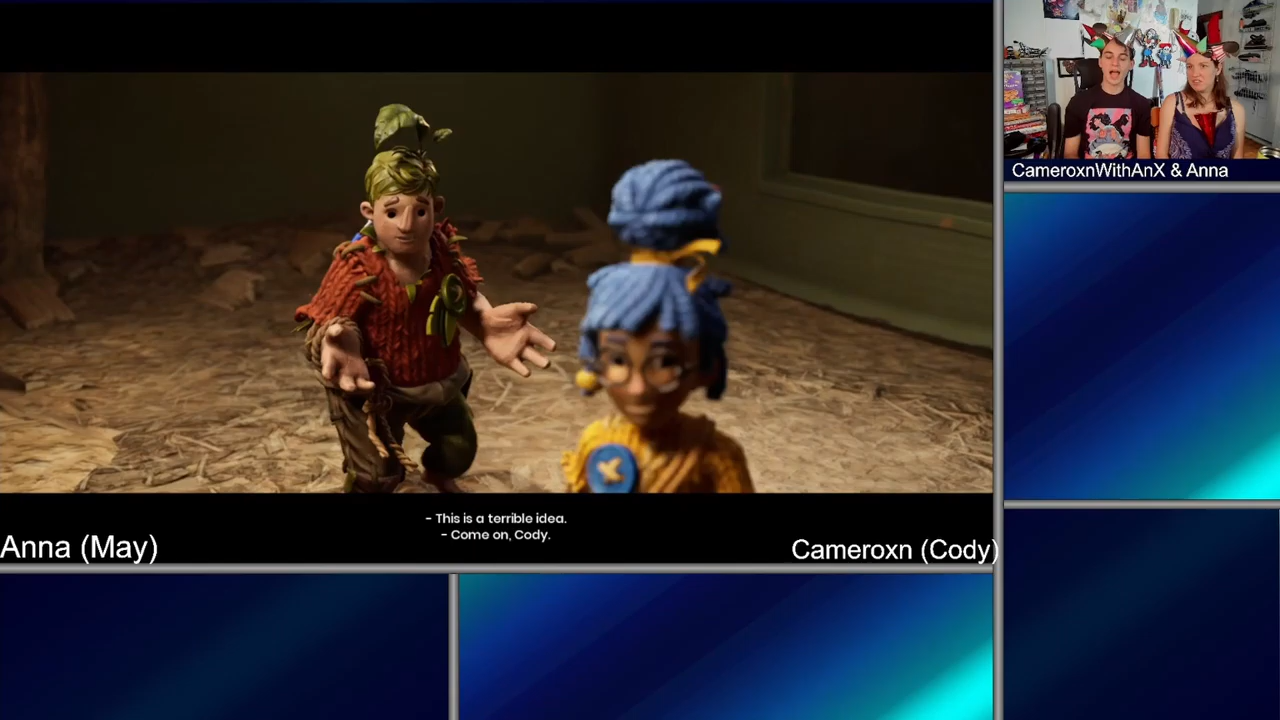 CameroxnWithAnX & Anna
- This is a terrible idea.
- Come on, Cody.
Anna (May)
Cameroxn (Cody)